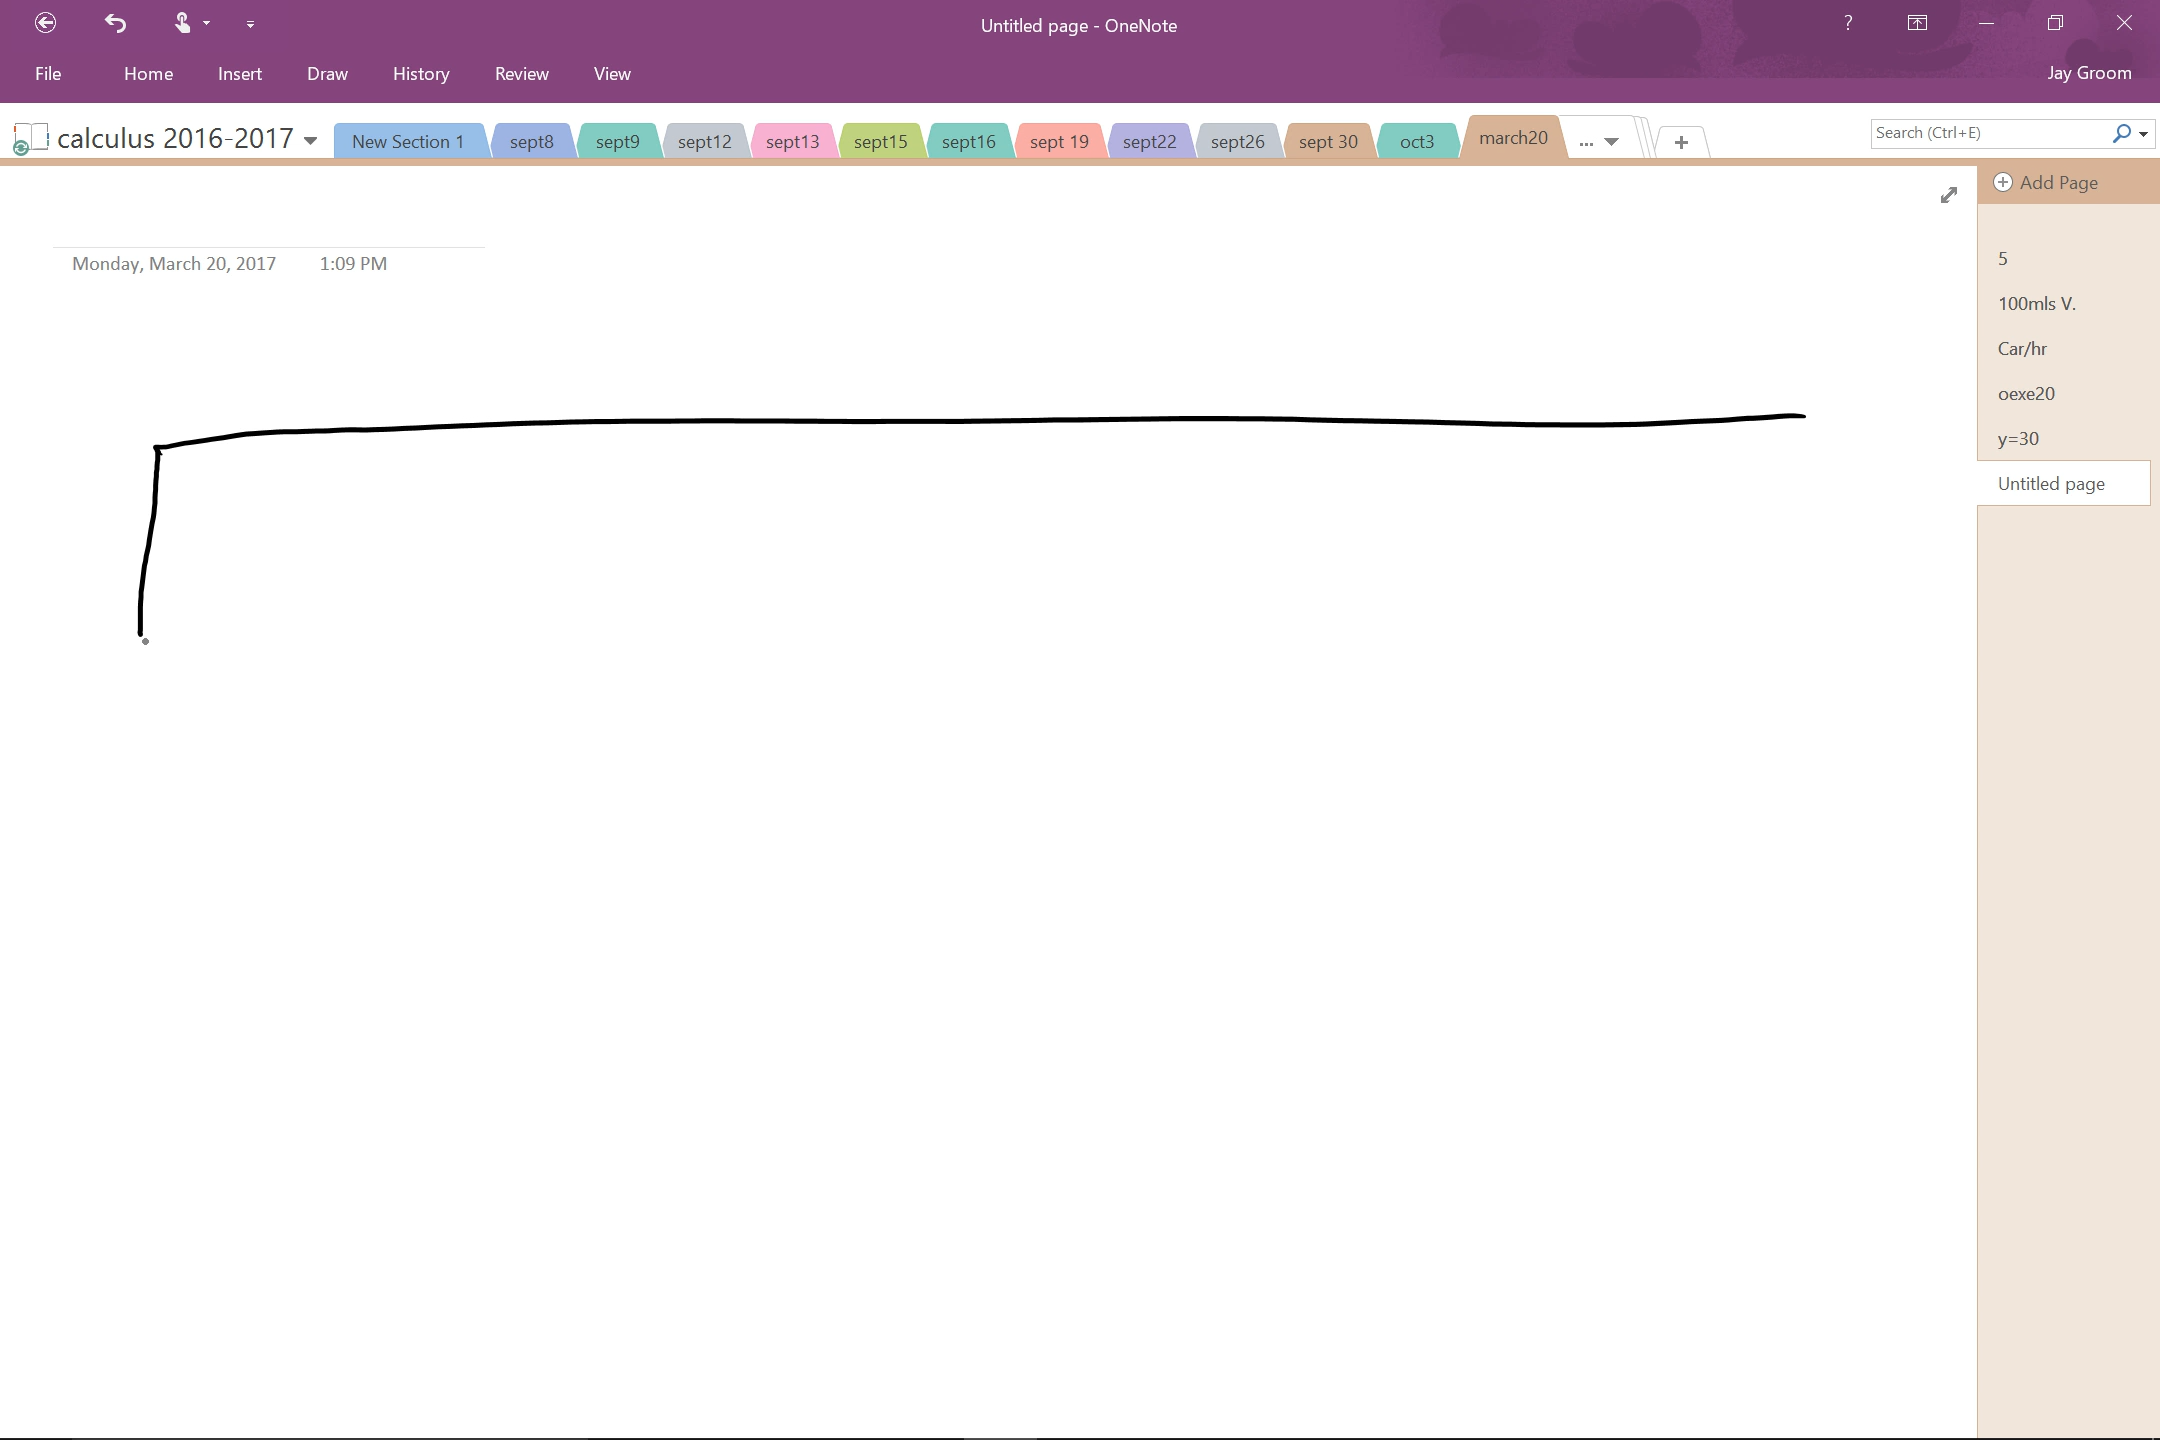 Untitled page - OneNote
?
File Home Insert Draw History Review View
Jay Groom
calculus 2016-2017
New Section 1 sept8 sept9 sept12 sept13 sept15 sept16 sept 19 sept22 sept26 sept 30 oct3 march20 ... +
Search (Ctrl+E)
Add Page
Monday, March 20, 2017 1:09 PM
5
100mls V.
Car/hr
oexe20
y=30
Untitled page